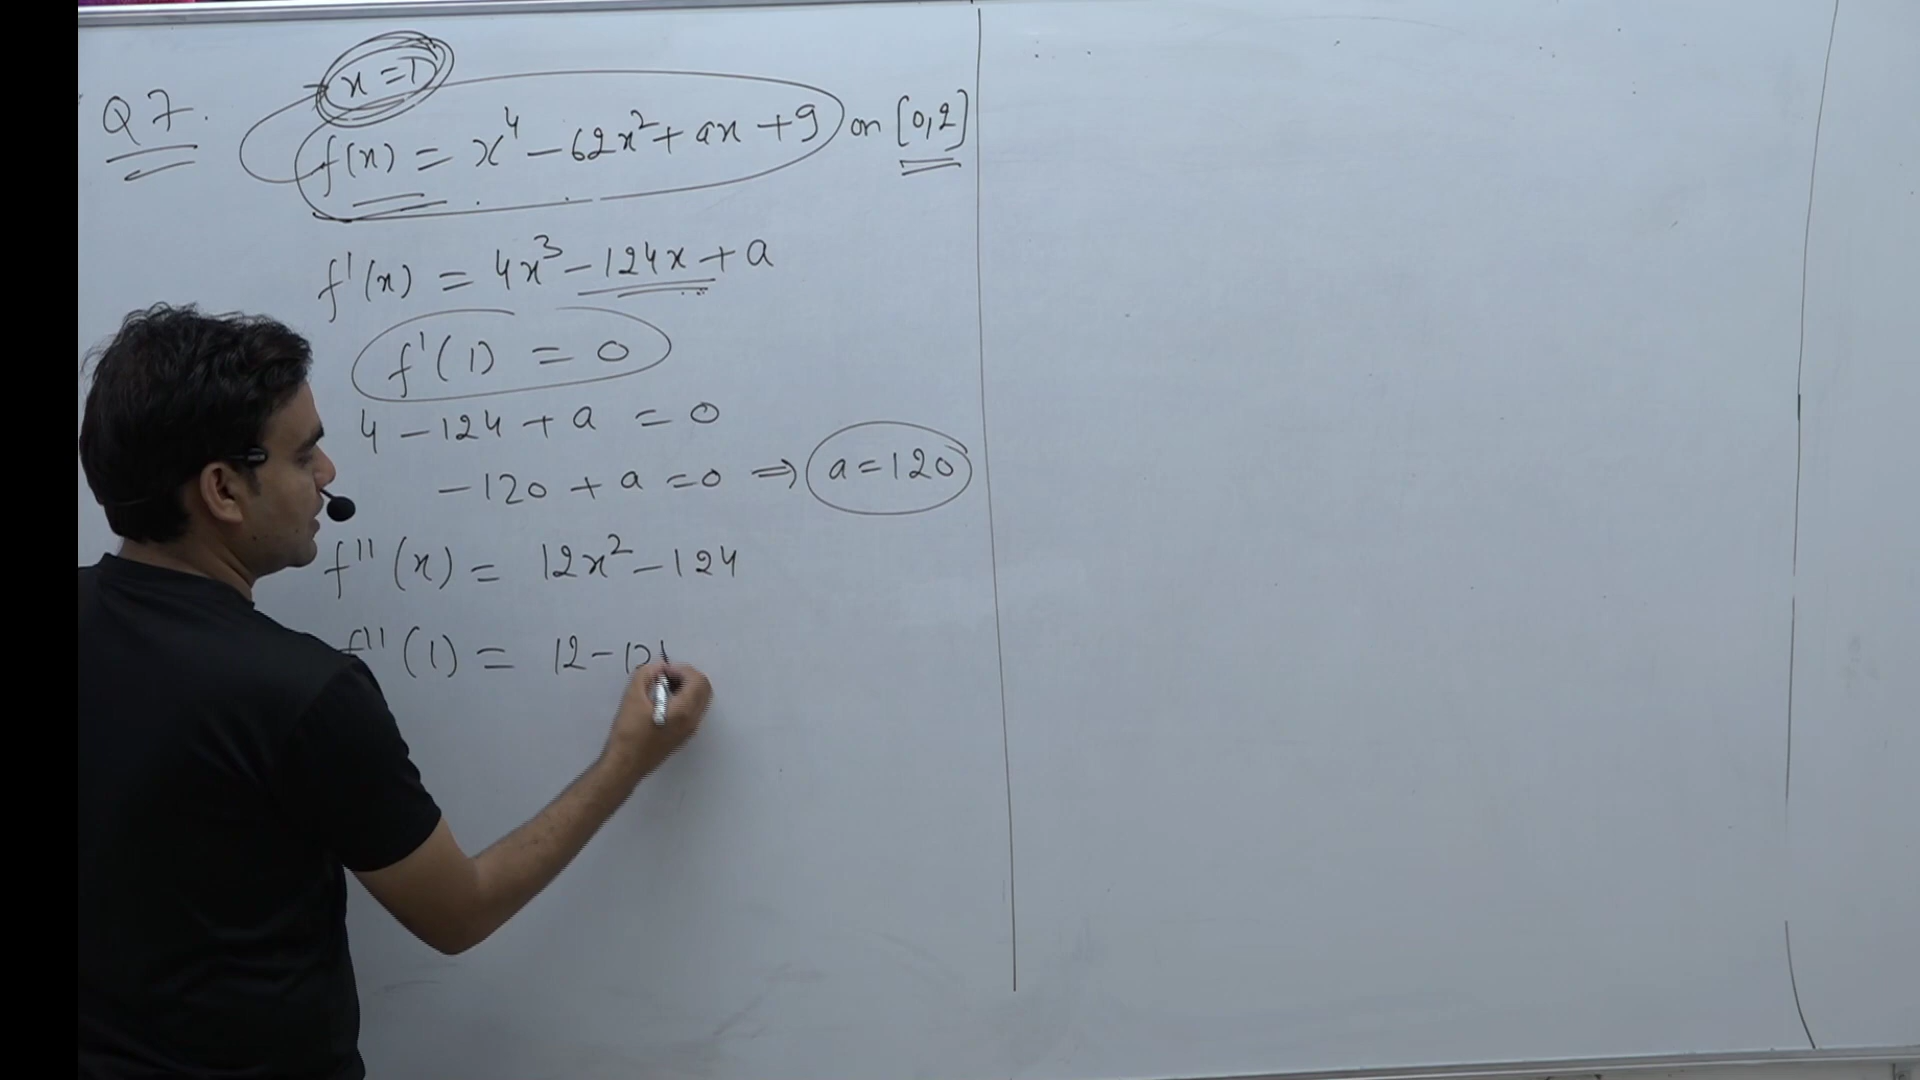 x = 1
Q7. f(x) = x⁴ – 62x² + ax + 9 on [0,2]
f'(x) = 4x³ – 124x + a
f'(1) = 0
4 – 124 + a = 0
– 120 + a = 0 ⇒ a = 120
f''(x) = 12x² – 124
f''(1) = 12 – 12